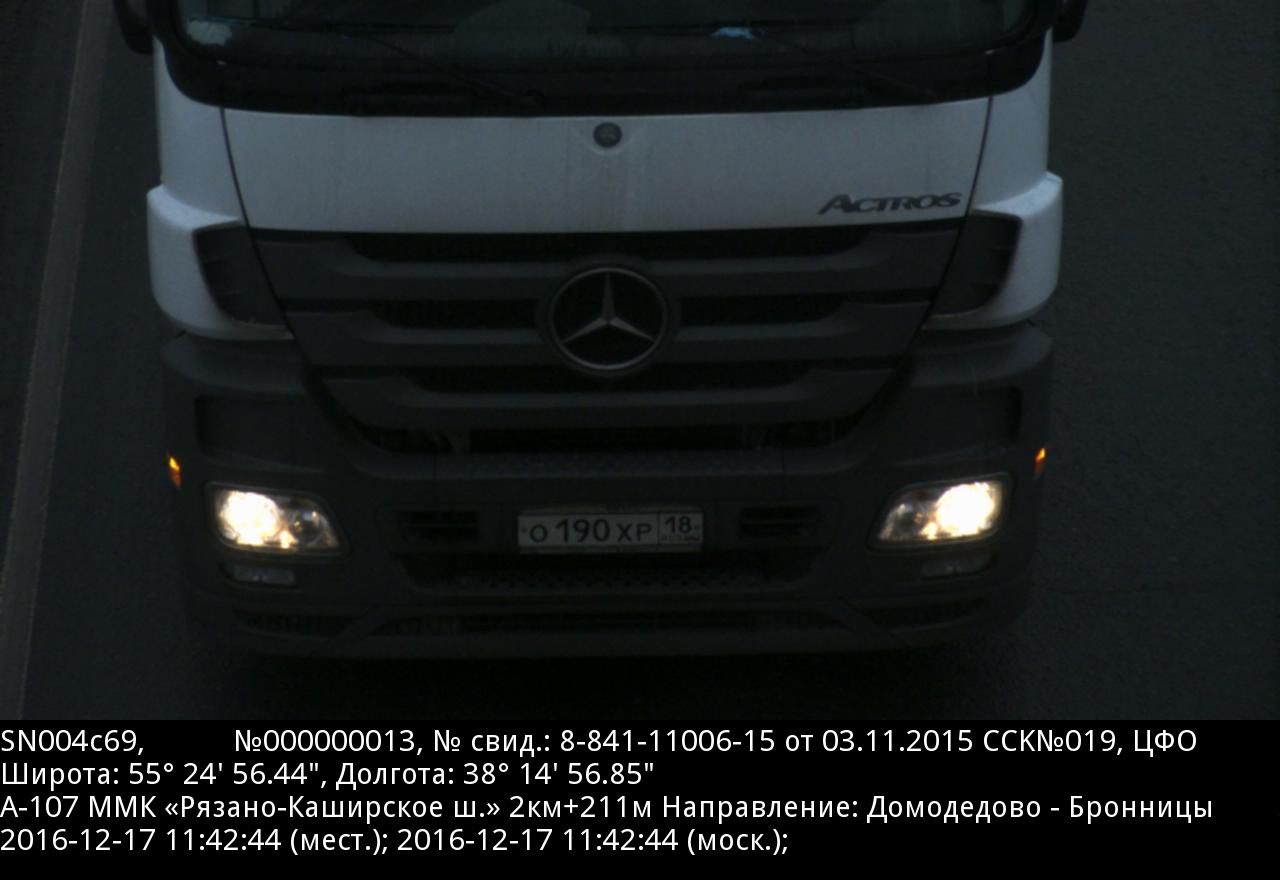 ACTROS
О 190 ХР 18
RUS
SN004c69, №000000013, № свид.: 8-841-11006-15 от 03.11.2015 ССК№019, ЦФО
Широта: 55° 24' 56.44", Долгота: 38° 14' 56.85"
А-107 ММК «Рязано-Каширское ш.» 2км+211м Направление: Домодедово - Бронницы
2016-12-17 11:42:44 (мест.); 2016-12-17 11:42:44 (моск.);